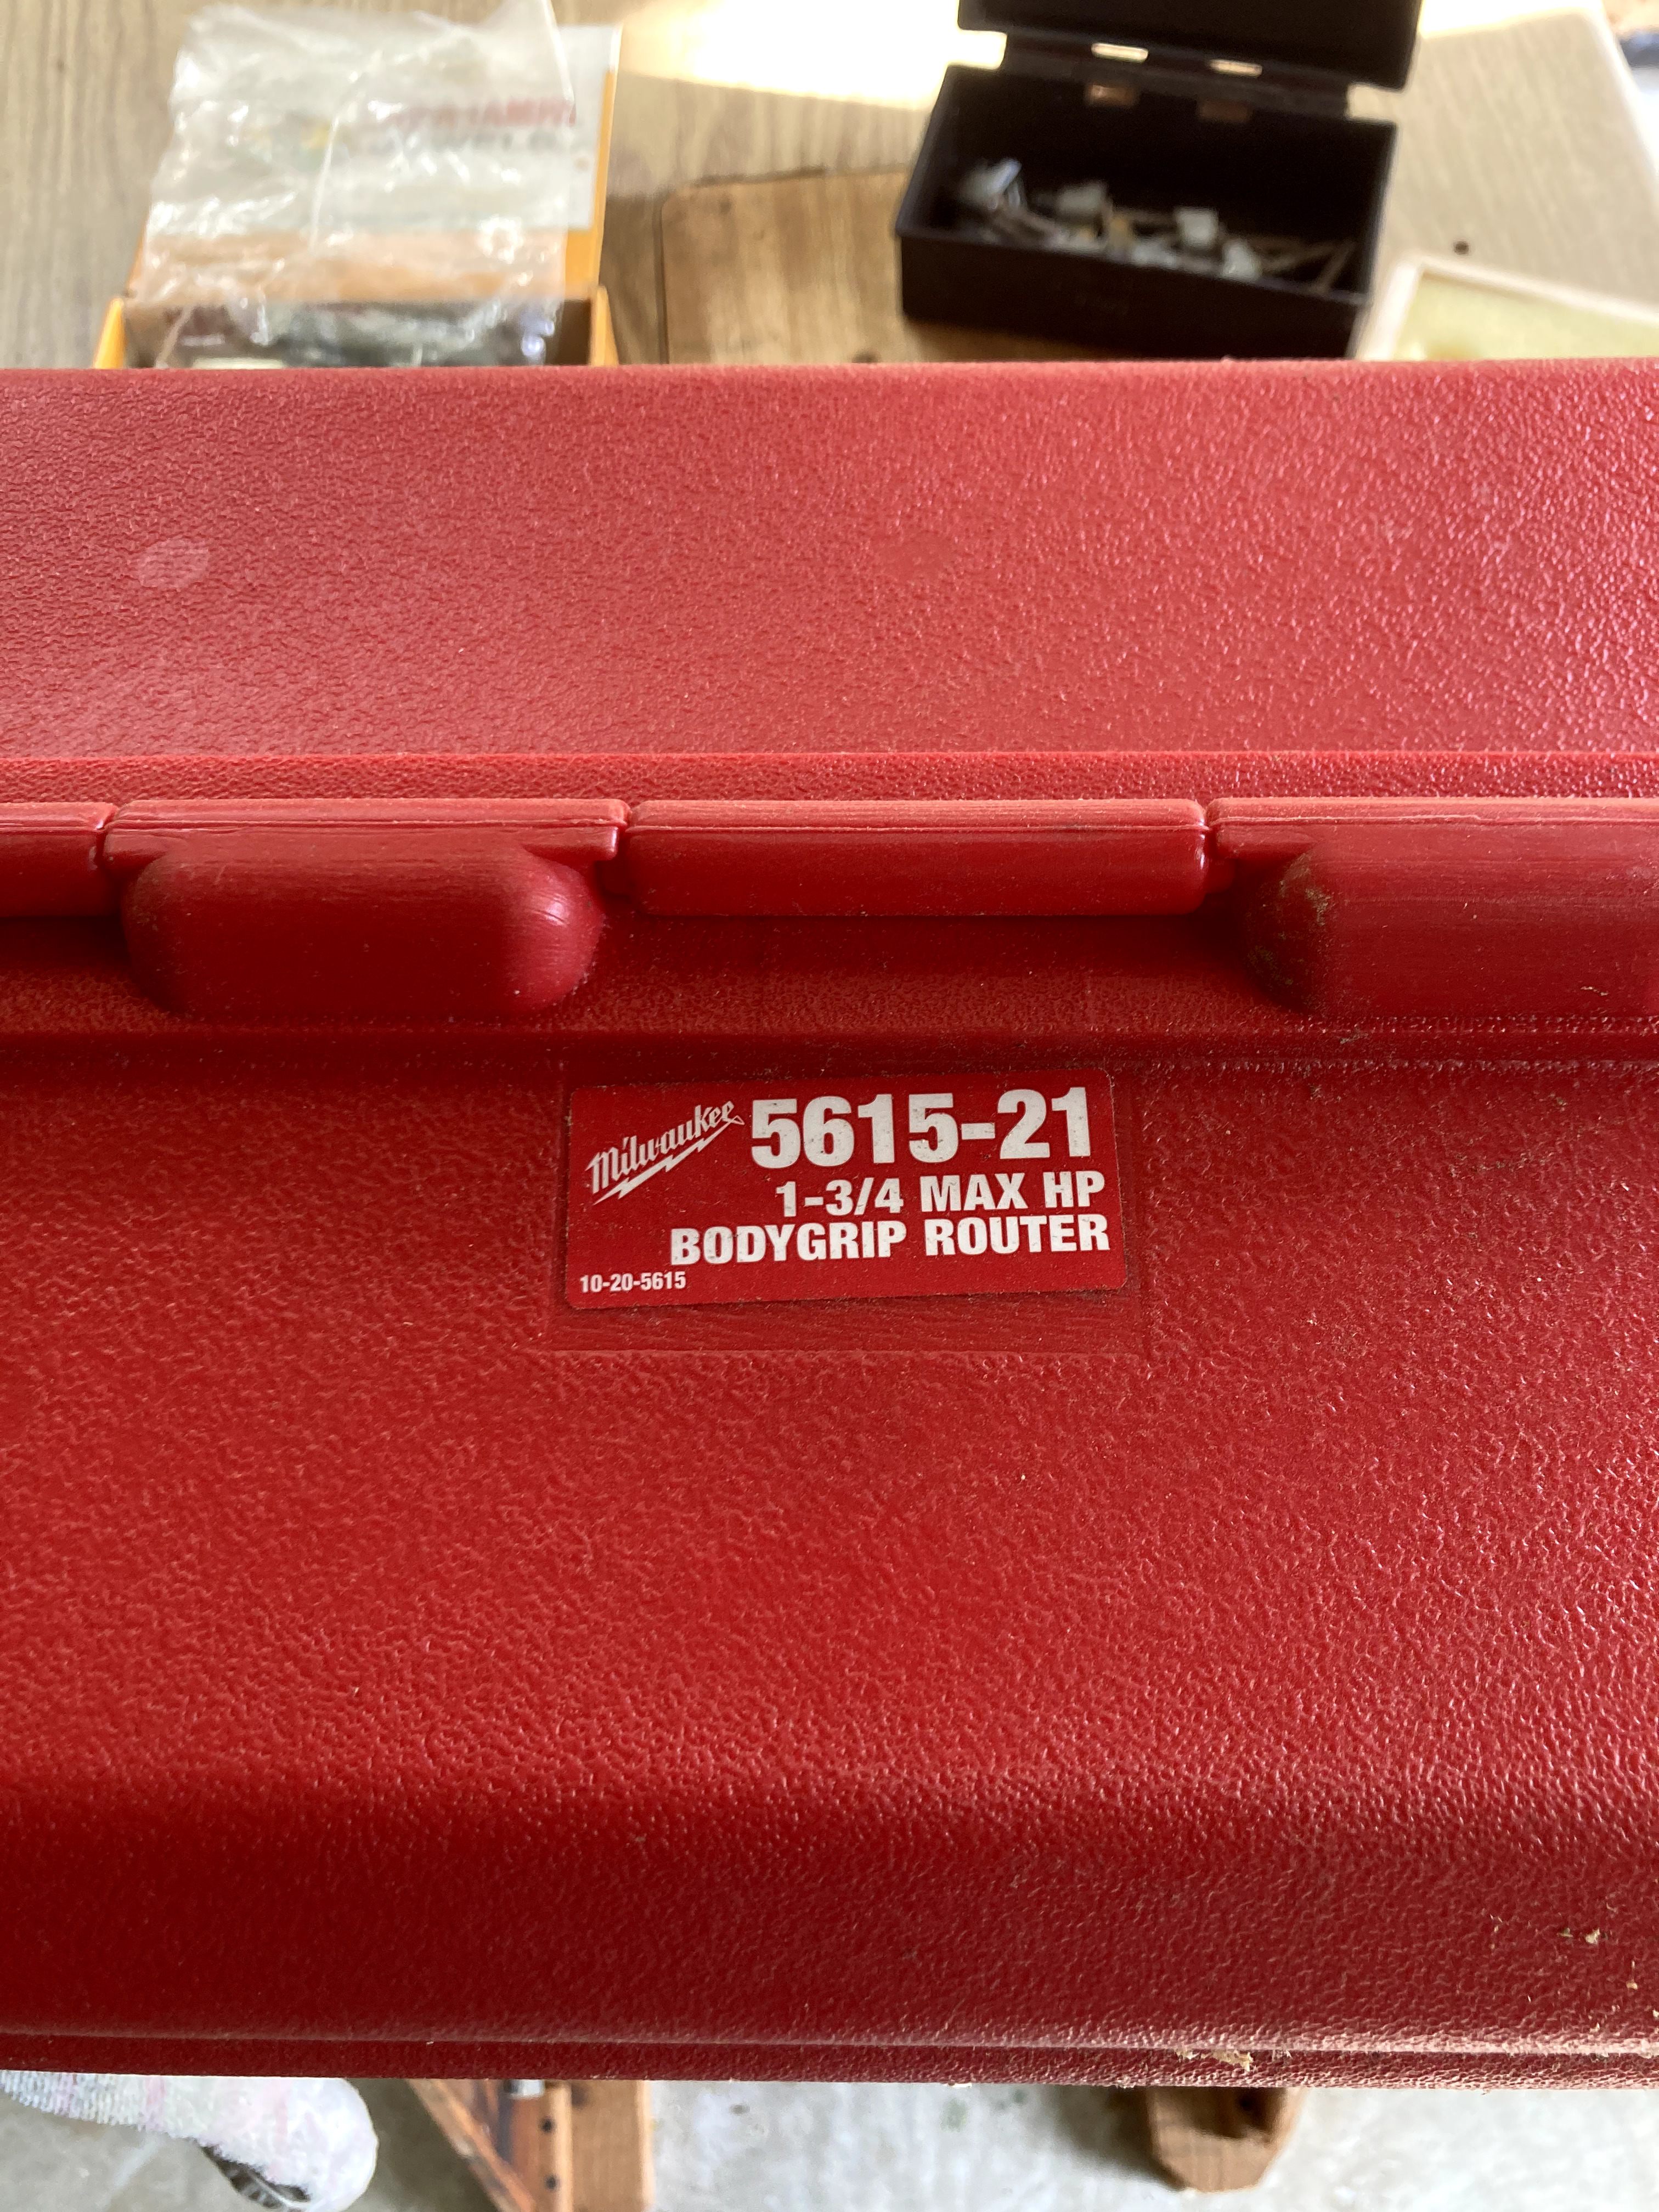 Milwaukee 5615-21
1-3/4 MAX HP
BODYGRIP ROUTER
10-20-5615